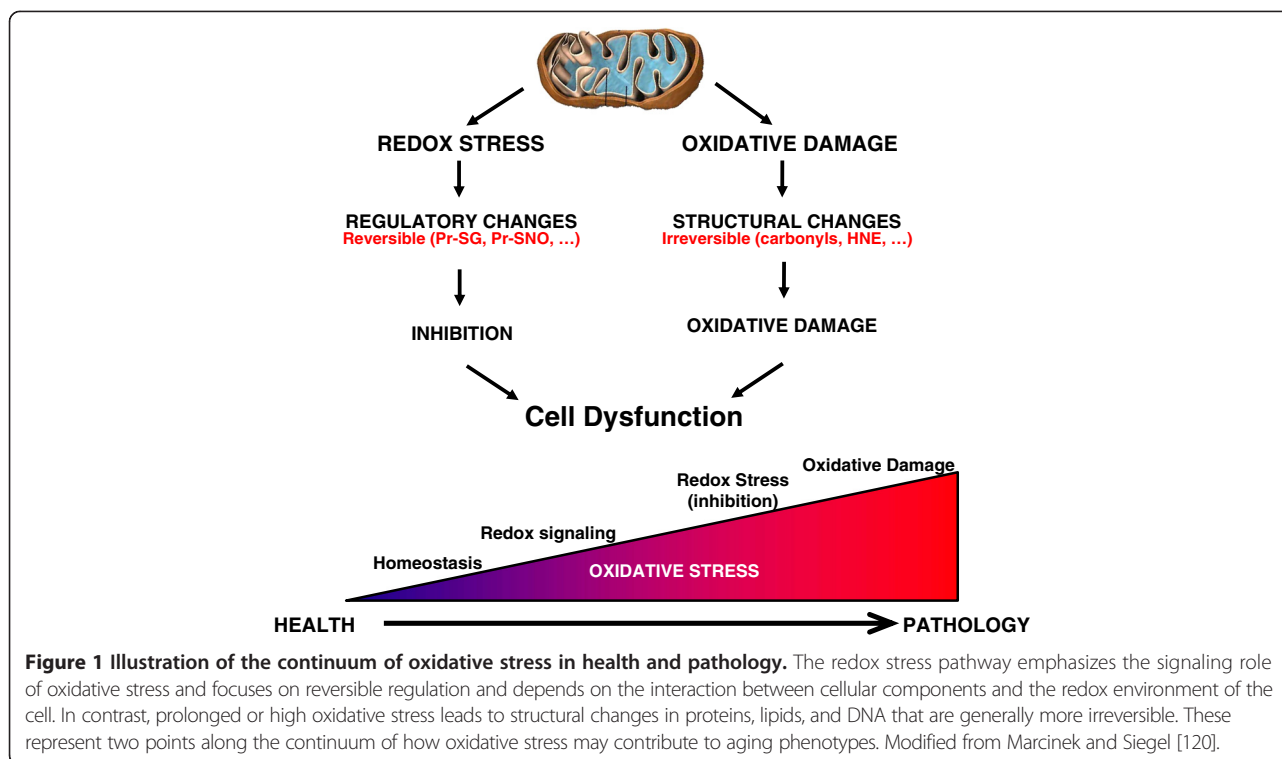 REDOX STRESS
OXIDATIVE DAMAGE
REGULATORY CHANGES
Reversible (Pr-SG, Pr-SNO, …)
STRUCTURAL CHANGES
Irreversible (carbonyls, HNE, …)
INHIBITION
OXIDATIVE DAMAGE
Cell Dysfunction
Homeostasis
Redox signaling
Redox Stress
(inhibition)
Oxidative Damage
OXIDATIVE STRESS
HEALTH
PATHOLOGY
Figure 1 Illustration of the continuum of oxidative stress in health and pathology. The redox stress pathway emphasizes the signaling role
of oxidative stress and focuses on reversible regulation and depends on the interaction between cellular components and the redox environment of the
cell. In contrast, prolonged or high oxidative stress leads to structural changes in proteins, lipids, and DNA that are generally more irreversible. These
represent two points along the continuum of how oxidative stress may contribute to aging phenotypes. Modified from Marcinek and Siegel [120].